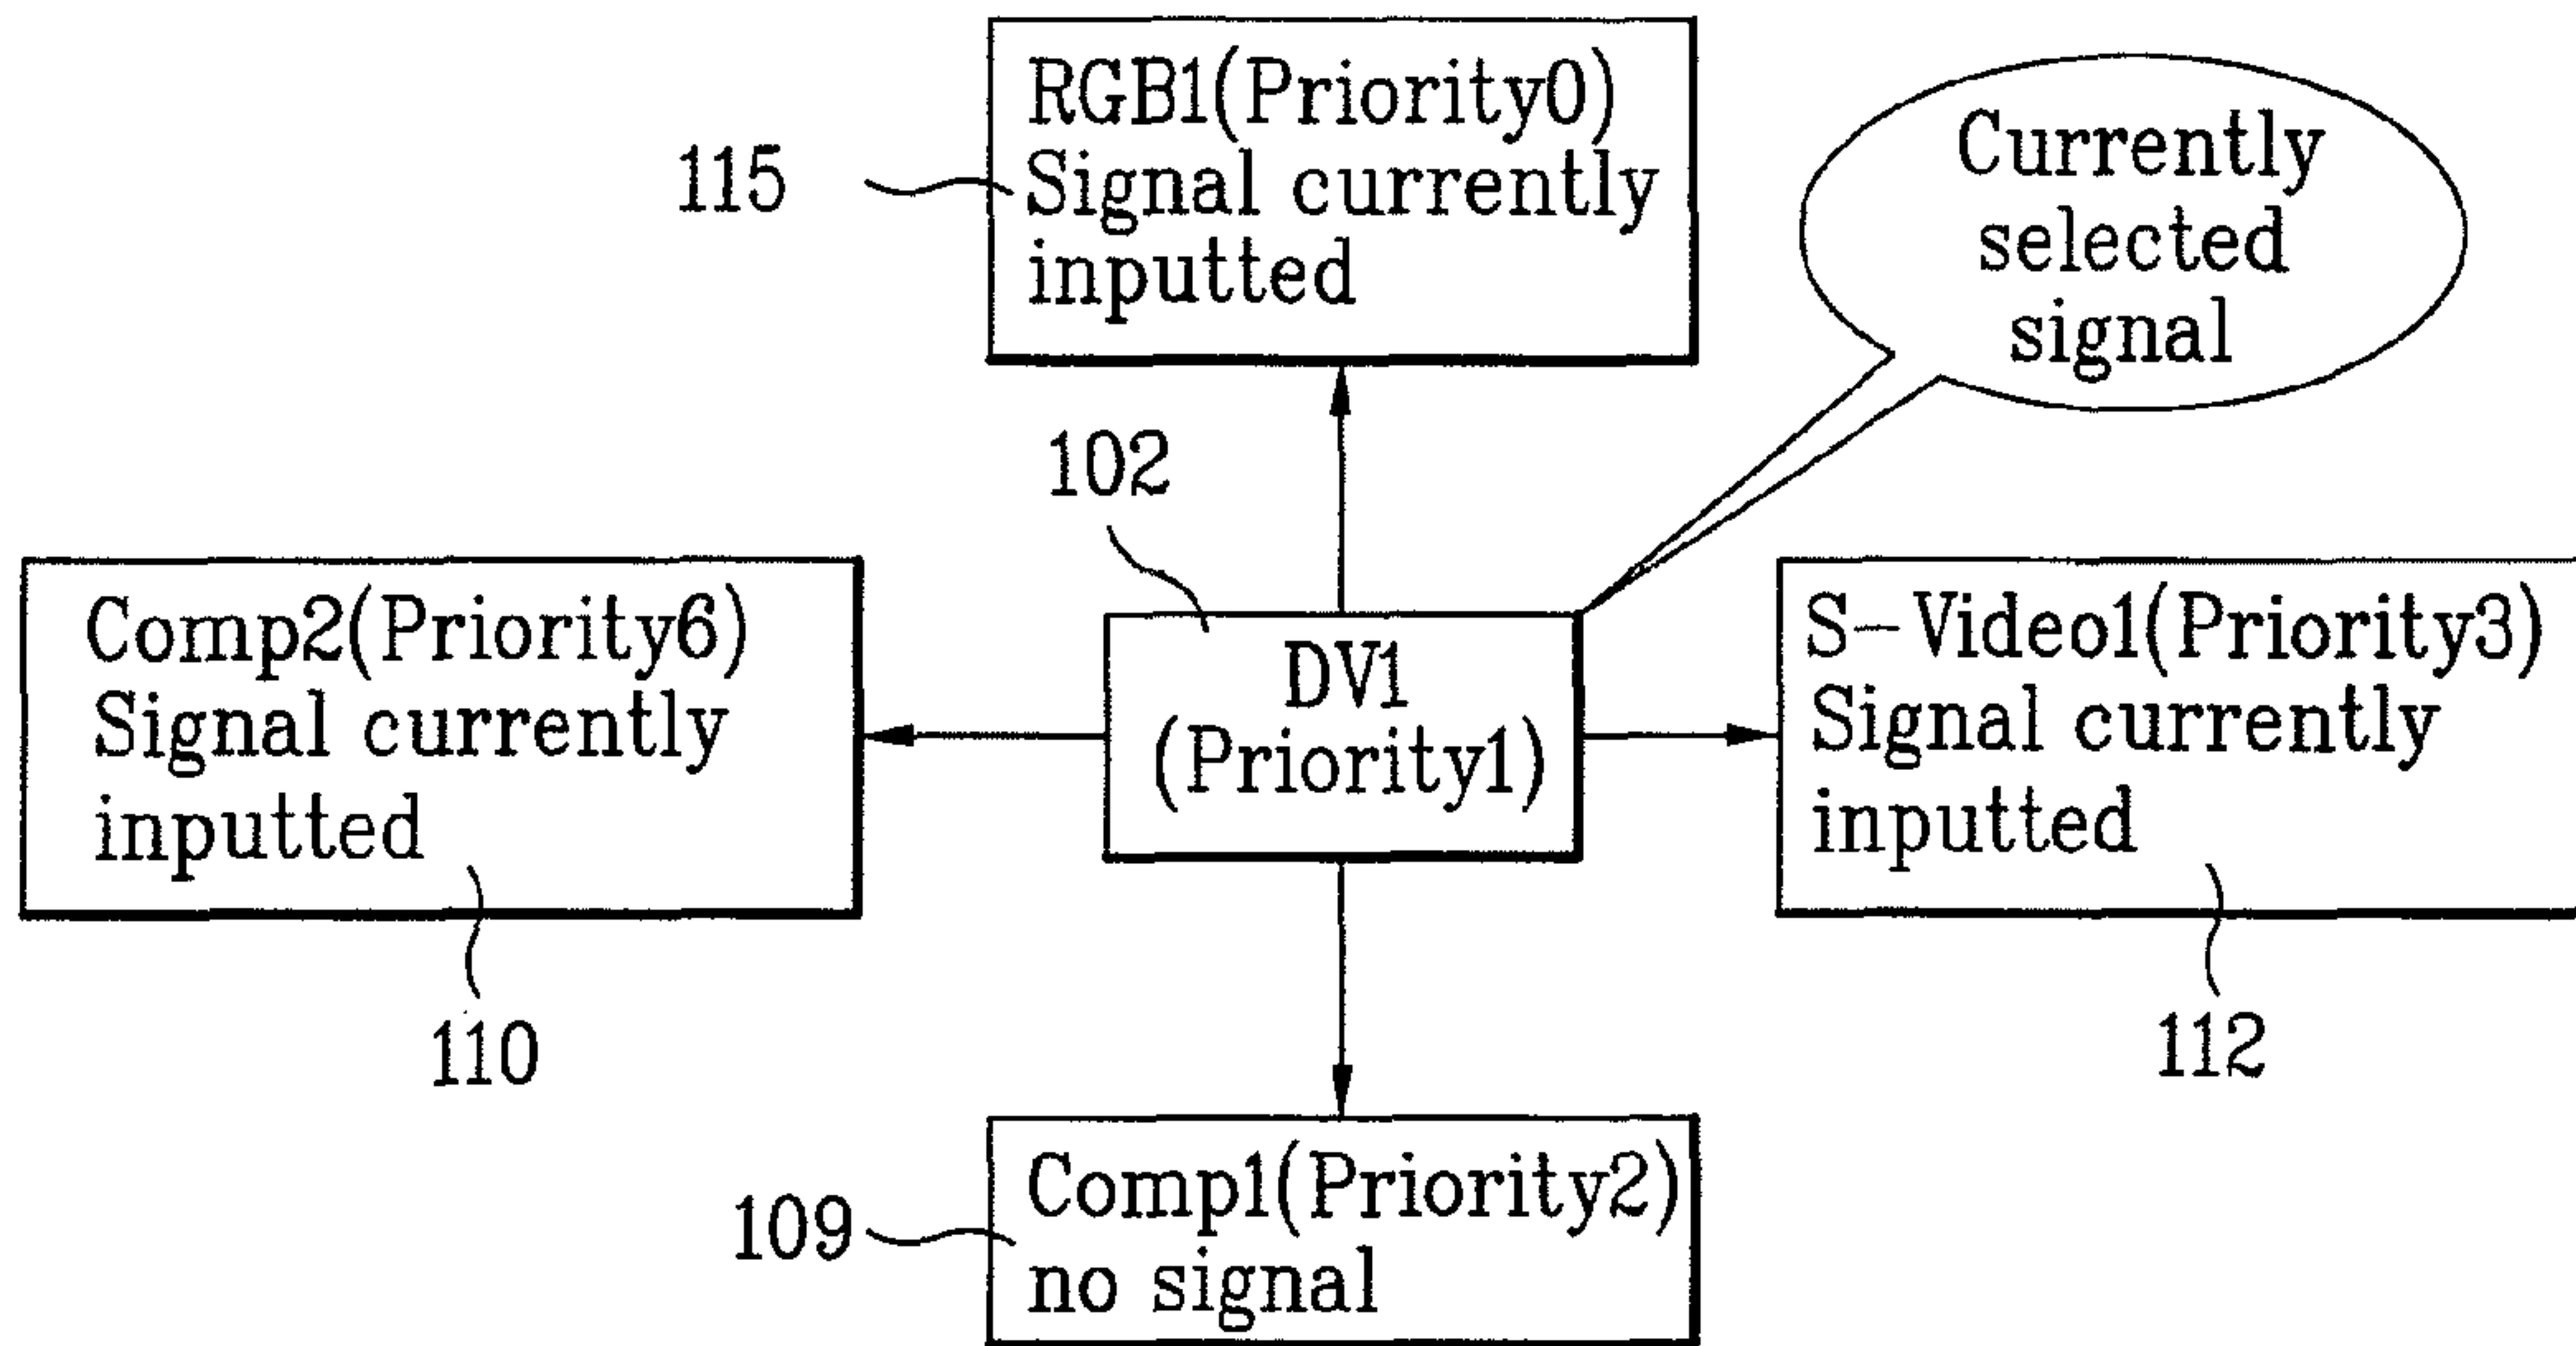 RGB1(Priority0)
Signal currently
inputted
115
Currently
selected
signal
102
Comp2(Priority6)
Signal currently
inputted
110
DV1
(Priority1)
S-Video1(Priority3)
Signal currently
inputted
112
Comp1(Priority2)
no signal
109